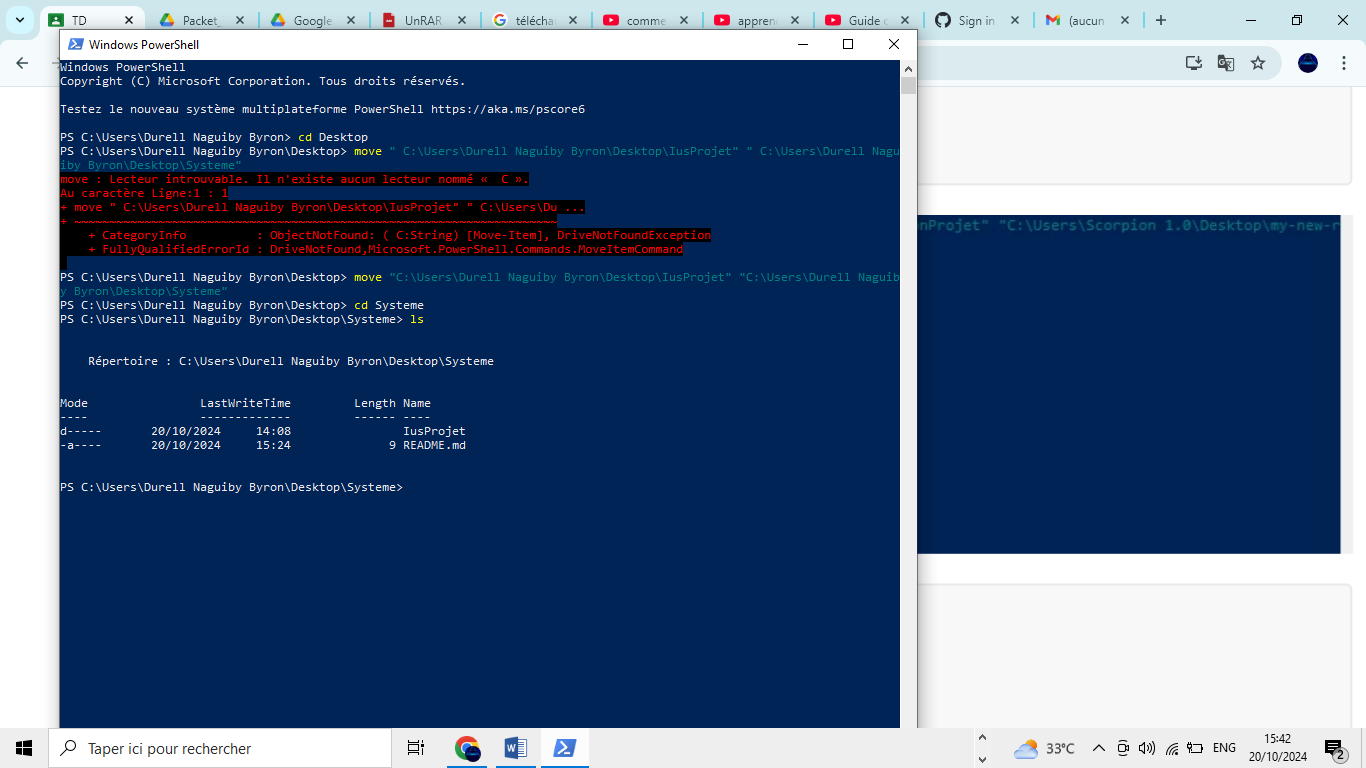 TD
Packet_
Google
UnRAR
téléchau
comme
appren
Guide d
Sign in
(aucun
Windows PowerShell
Windows PowerShell
Copyright (C) Microsoft Corporation. Tous droits réservés.
Testez le nouveau système multiplateforme PowerShell https://aka.ms/pscore6
PS C:\Users\Durell Naguiby Byron> cd Desktop
PS C:\Users\Durell Naguiby Byron\Desktop> move " C:\Users\Durell Naguiby Byron\Desktop\IusProjet" " C:\Users\Durell Nagu
iby Byron\Desktop\Systeme"
move : Lecteur introuvable. Il n'existe aucun lecteur nommé «  C ».
Au caractère Ligne:1 : 1
+ move " C:\Users\Durell Naguiby Byron\Desktop\IusProjet" " C:\Users\Du ...
+ ~~~~~~~~~~~~~~~~~~~~~~~~~~~~~~~~~~~~~~~~~~~~~~~~~~~~~~~~~~~~~~~~~~~~~
+ CategoryInfo          : ObjectNotFound: ( C:String) [Move-Item], DriveNotFoundException
+ FullyQualifiedErrorId : DriveNotFound,Microsoft.PowerShell.Commands.MoveItemCommand
PS C:\Users\Durell Naguiby Byron\Desktop> move "C:\Users\Durell Naguiby Byron\Desktop\IusProjet" "C:\Users\Durell Naguib
y Byron\Desktop\Systeme"
PS C:\Users\Durell Naguiby Byron\Desktop> cd Systeme
PS C:\Users\Durell Naguiby Byron\Desktop\Systeme> ls
Répertoire : C:\Users\Durell Naguiby Byron\Desktop\Systeme
Mode                LastWriteTime         Length Name
----                -------------         ------ ----
d-----       20/10/2024     14:08                IusProjet
-a----       20/10/2024     15:24              9 README.md
PS C:\Users\Durell Naguiby Byron\Desktop\Systeme>
onProjet" "C:\Users\Scorpion 1.0\Desktop\my-new-r
Taper ici pour rechercher
33°C
ENG
15:42
20/10/2024
2